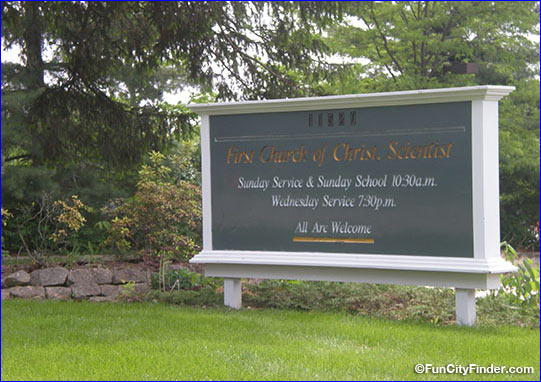 First Church of Christ, Scientist
Sunday Service & Sunday School 10:30a.m.
Wednesday Service 7:30p.m.
All Are Welcome
©FunCityFinder.com